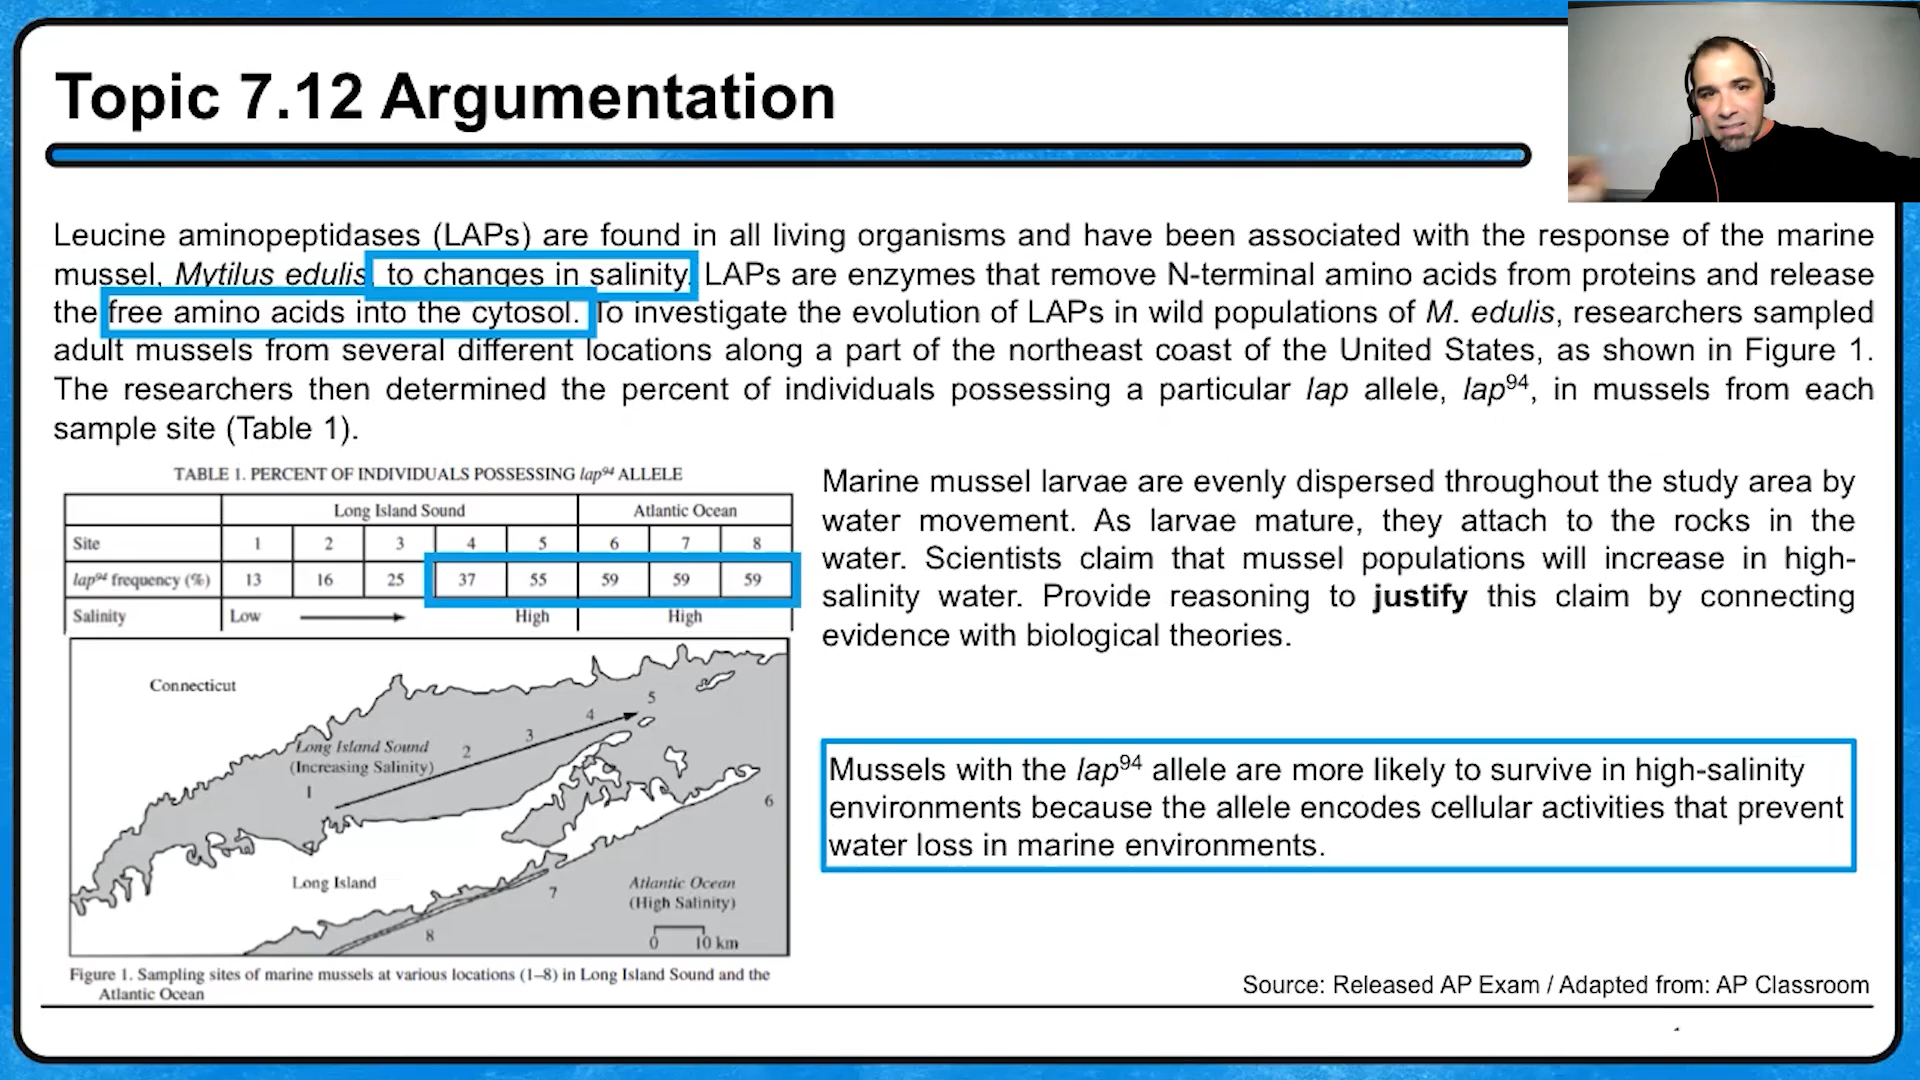 Topic 7.12 Argumentation
Leucine aminopeptidases (LAPs) are found in all living organisms and have been associated with the response of the marine
mussel, Mytilus edulis, to changes in salinity. LAPs are enzymes that remove N-terminal amino acids from proteins and release
the free amino acids into the cytosol. To investigate the evolution of LAPs in wild populations of M. edulis, researchers sampled
adult mussels from several different locations along a part of the northeast coast of the United States, as shown in Figure 1.
The researchers then determined the percent of individuals possessing a particular lap allele, lap⁹⁴, in mussels from each
sample site (Table 1).
TABLE 1. PERCENT OF INDIVIDUALS POSSESSING lap⁹⁴ ALLELE
Long Island Sound Atlantic Ocean
Site 1 2 3 4 5 6 7 8
lap⁹⁴ frequency (%) 13 16 25 37 55 59 59 59
Salinity Low High High
Connecticut
Long Island Sound
(Increasing Salinity)
1
2
3
4
5
6
Long Island
7
8
Atlantic Ocean
(High Salinity)
0 10 km
Figure 1. Sampling sites of marine mussels at various locations (1–8) in Long Island Sound and the
Atlantic Ocean
Marine mussel larvae are evenly dispersed throughout the study area by
water movement. As larvae mature, they attach to the rocks in the
water. Scientists claim that mussel populations will increase in high-
salinity water. Provide reasoning to justify this claim by connecting
evidence with biological theories.
Mussels with the lap⁹⁴ allele are more likely to survive in high-salinity
environments because the allele encodes cellular activities that prevent
water loss in marine environments.
Source: Released AP Exam / Adapted from: AP Classroom